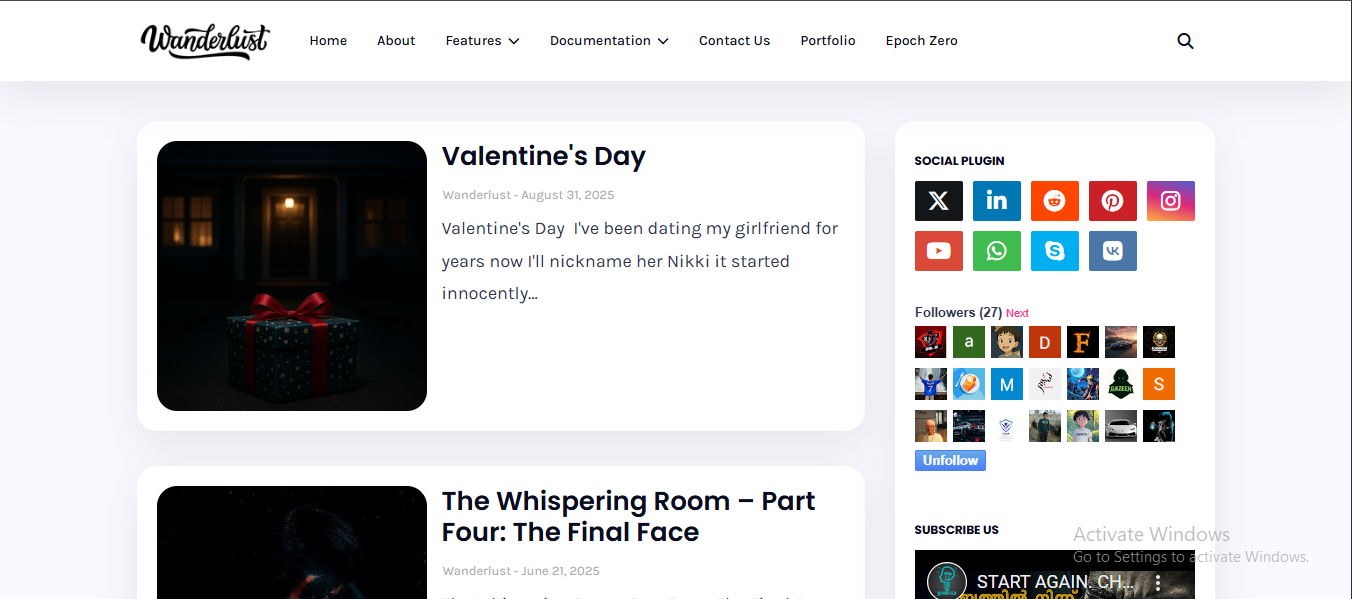 Wanderlust
Home About Features Documentation Contact Us Portfolio Epoch Zero
Valentine's Day
Wanderlust - August 31, 2025
Valentine's Day I've been dating my girlfriend for
years now I'll nickname her Nikki it started
innocently...
The Whispering Room – Part
Four: The Final Face
Wanderlust - June 21, 2025
SOCIAL PLUGIN
Followers (27) Next
a
D
F
M
GAZEEN
S
Unfollow
SUBSCRIBE US
Activate Windows
Go to Settings to activate Windows.
START AGAIN. CH...